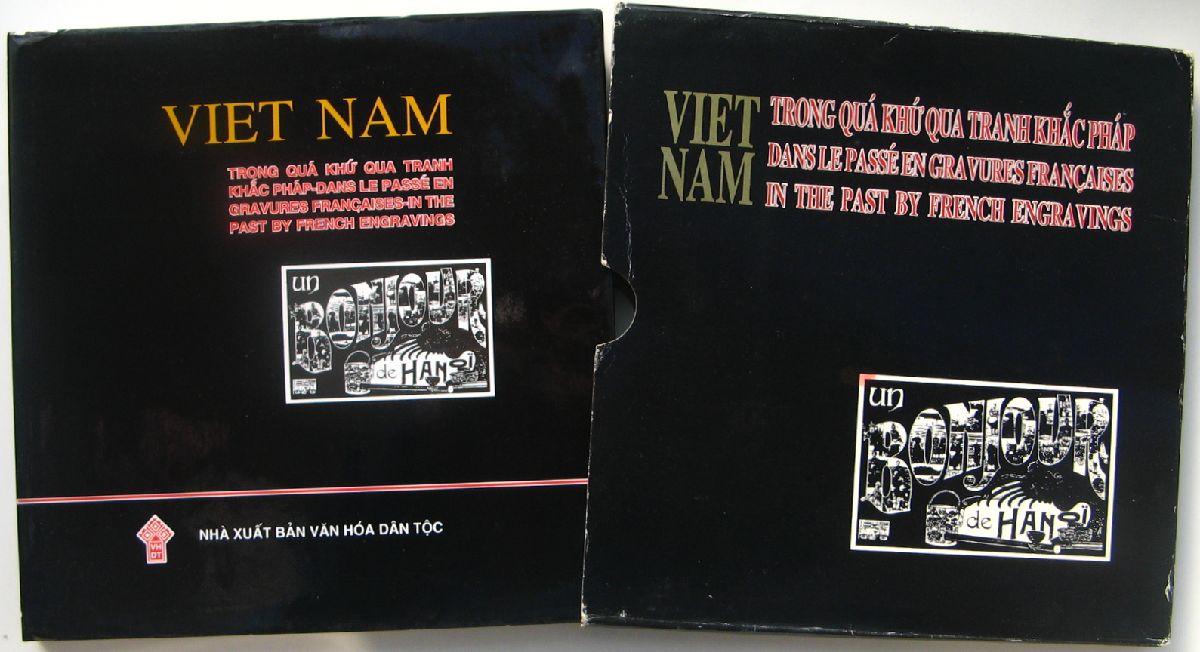 VIET NAM
TRONG QUÁ KHỨ QUA TRANH
KHẮC PHÁP-DANS LE PASSÉ EN
GRAVURES FRANÇAISES-IN THE
PAST BY FRENCH ENGRAVINGS
un
BONJOUR
de HANOI
VH
DT
NHÀ XUẤT BẢN VĂN HÓA DÂN TỘC
VIET
NAM
TRONG QUÁ KHỨ QUA TRANH KHẮC PHÁP
DANS LE PASSÉ EN GRAVURES FRANÇAISES
IN THE PAST BY FRENCH ENGRAVINGS
un
BONJOUR
de HANOI